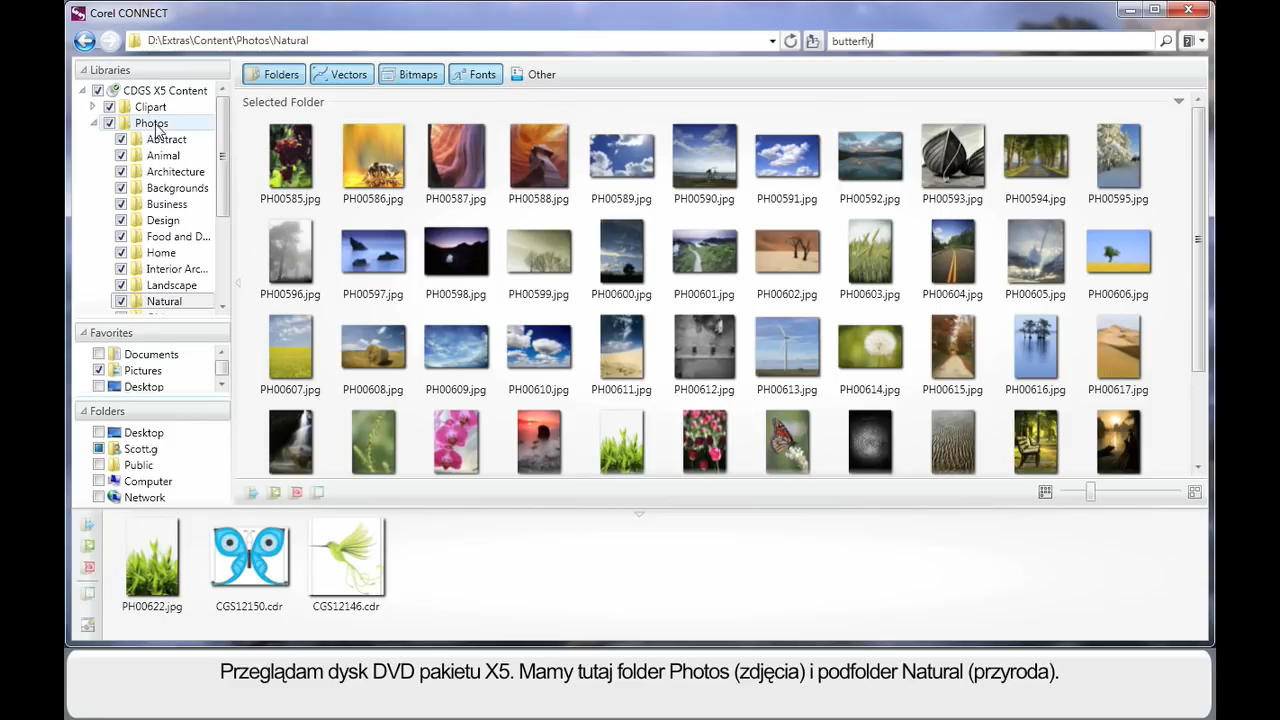 Corel CONNECT
D:\Extras\Content\Photos\Natural
butterfly
Libraries
CDGS X5 Content
Clipart
Photos
Abstract
Animal
Architecture
Backgrounds
Business
Design
Food and D...
Home
Interior Arc...
Landscape
Natural
Favorites
Documents
Pictures
Desktop
Folders
Desktop
Scott.g
Public
Computer
Network
Folders Vectors Bitmaps Fonts Other
Selected Folder
PH00585.jpg PH00586.jpg PH00587.jpg PH00588.jpg PH00589.jpg PH00590.jpg PH00591.jpg PH00592.jpg PH00593.jpg PH00594.jpg PH00595.jpg
PH00596.jpg PH00597.jpg PH00598.jpg PH00599.jpg PH00600.jpg PH00601.jpg PH00602.jpg PH00603.jpg PH00604.jpg PH00605.jpg PH00606.jpg
PH00607.jpg PH00608.jpg PH00609.jpg PH00610.jpg PH00611.jpg PH00612.jpg PH00613.jpg PH00614.jpg PH00615.jpg PH00616.jpg PH00617.jpg
PH00622.jpg CGS12150.cdr CGS12146.cdr
Przeglądam dysk DVD pakietu X5. Mamy tutaj folder Photos (zdjęcia) i podfolder Natural (przyroda).